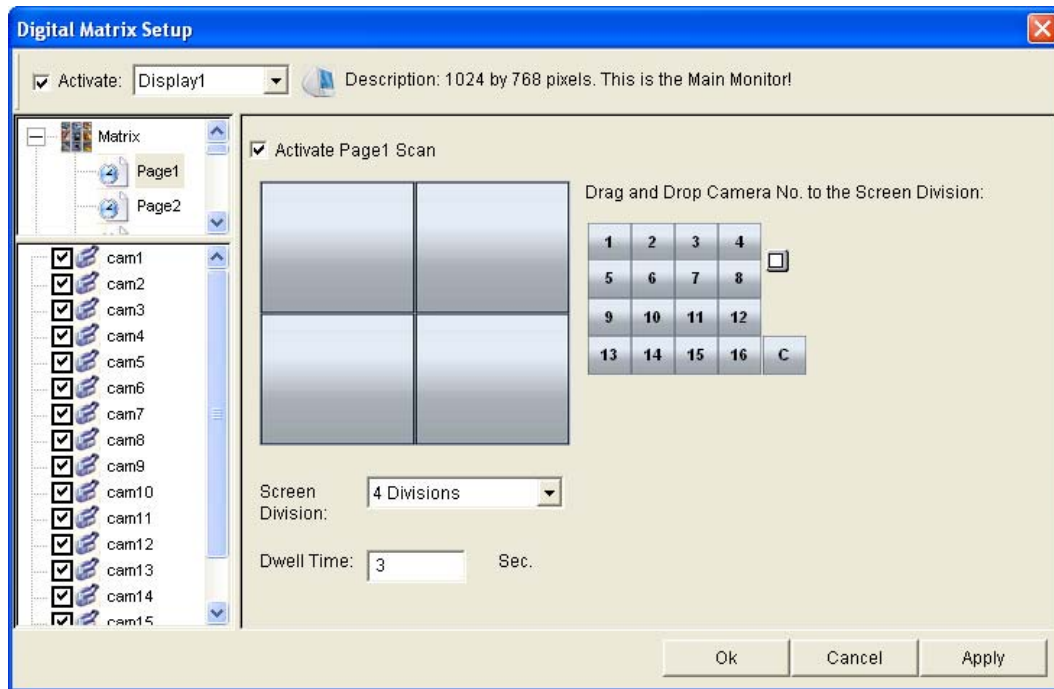 Digital Matrix Setup
Activate: Display1 Description: 1024 by 768 pixels. This is the Main Monitor!
Matrix
Page1
Page2
cam1
cam2
cam3
cam4
cam5
cam6
cam7
cam8
cam9
cam10
cam11
cam12
cam13
cam14
cam15
Activate Page1 Scan
Drag and Drop Camera No. to the Screen Division:
1 2 3 4
5 6 7 8
9 10 11 12
13 14 15 16 C
Screen Division: 4 Divisions
Dwell Time: 3 Sec.
Ok Cancel Apply